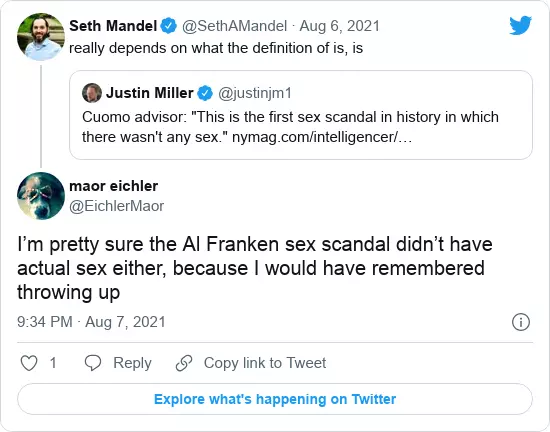 Seth Mandel @SethAMandel · Aug 6, 2021
really depends on what the definition of is, is
Justin Miller @justinjm1
Cuomo advisor: "This is the first sex scandal in history in which
there wasn't any sex." nymag.com/intelligencer/…
maor eichler
@EichlerMaor
I’m pretty sure the Al Franken sex scandal didn’t have
actual sex either, because I would have remembered
throwing up
9:34 PM · Aug 7, 2021
1 Reply Copy link to Tweet
Explore what's happening on Twitter